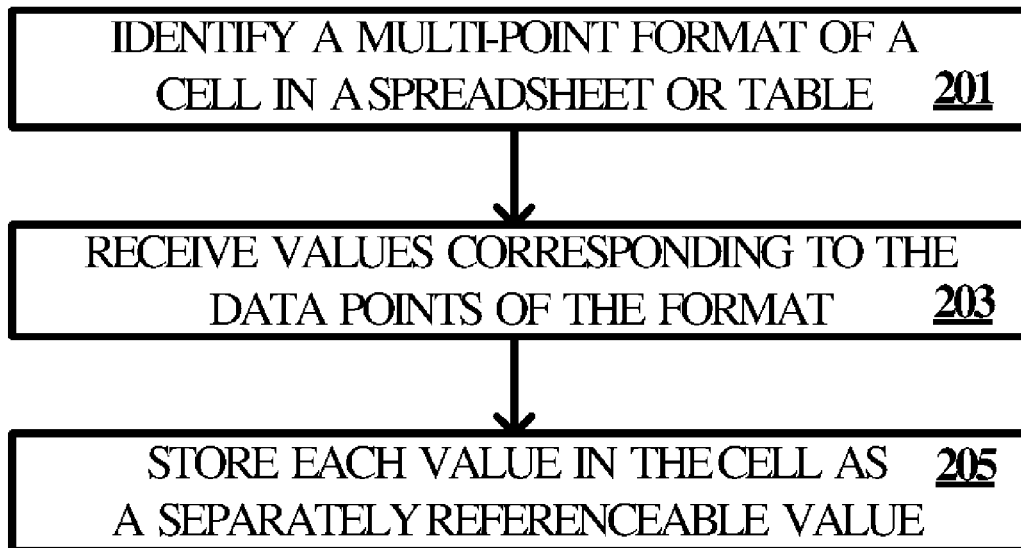 IDENTIFY A MULTI-POINT FORMAT OF A
CELL IN A SPREADSHEET OR TABLE 201
RECEIVE VALUES CORRESPONDING TO THE
DATA POINTS OF THE FORMAT 203
STORE EACH VALUE IN THE CELL AS 205
A SEPARATELY REFERENCEABLE VALUE